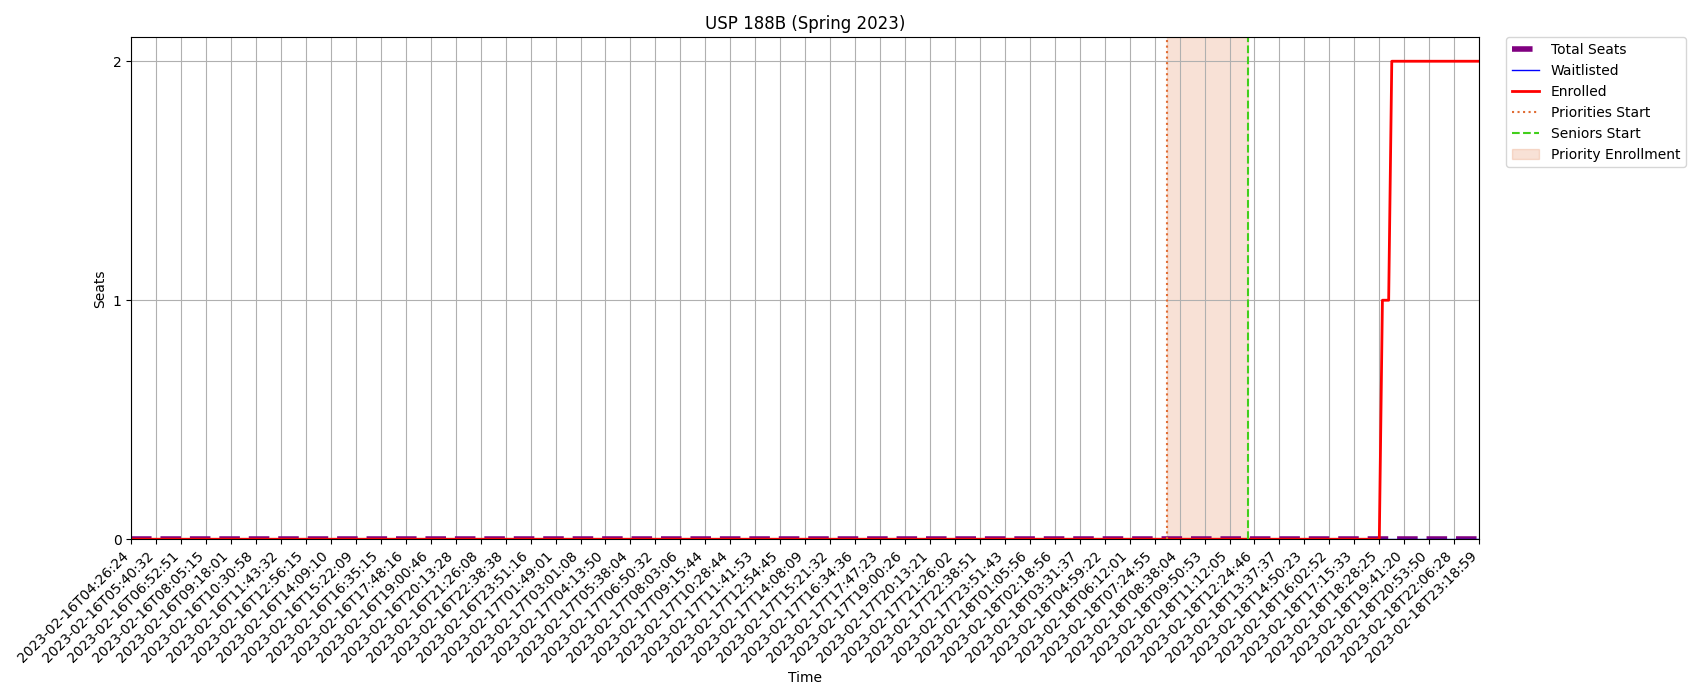 USP 188B (Spring 2023)
Total Seats
Waitlisted
Enrolled
Priorities Start
Seniors Start
Priority Enrollment
Seats
2
1
0
2023-02-16T04:26:24
2023-02-16T05:40:32
2023-02-16T06:52:51
2023-02-16T08:05:15
2023-02-16T09:18:01
2023-02-16T10:30:58
2023-02-16T11:43:32
2023-02-16T12:56:15
2023-02-16T14:09:10
2023-02-16T15:22:09
2023-02-16T16:35:15
2023-02-16T17:48:16
2023-02-16T19:00:46
2023-02-16T20:13:28
2023-02-16T21:26:08
2023-02-16T22:38:38
2023-02-16T23:51:16
2023-02-17T01:49:01
2023-02-17T03:01:08
2023-02-17T04:13:50
2023-02-17T05:38:04
2023-02-17T06:50:32
2023-02-17T08:03:06
2023-02-17T09:15:44
2023-02-17T10:28:44
2023-02-17T11:41:53
2023-02-17T12:54:45
2023-02-17T14:08:09
2023-02-17T15:21:32
2023-02-17T16:34:36
2023-02-17T17:47:23
2023-02-17T19:00:26
2023-02-17T20:13:21
2023-02-17T21:26:02
2023-02-17T22:38:51
2023-02-17T23:51:43
2023-02-18T01:05:56
2023-02-18T02:18:56
2023-02-18T03:31:37
2023-02-18T04:59:22
2023-02-18T06:12:01
2023-02-18T07:24:55
2023-02-18T08:38:04
2023-02-18T09:50:53
2023-02-18T11:12:05
2023-02-18T12:24:46
2023-02-18T13:37:37
2023-02-18T14:50:23
2023-02-18T16:02:52
2023-02-18T17:15:33
2023-02-18T18:28:25
2023-02-18T19:41:20
2023-02-18T20:53:50
2023-02-18T22:06:28
2023-02-18T23:18:59
Time